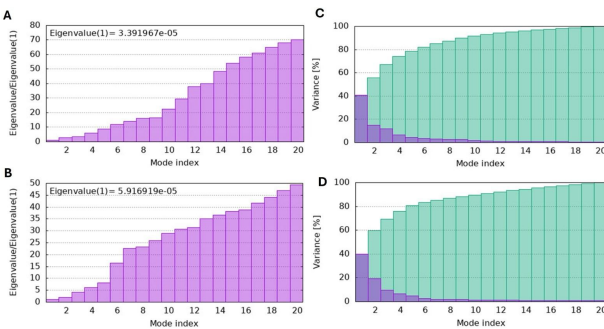 A
Eigenvalue(1)= 3.391967e-05
Eigenvalue/Eigenvalue(1)
80
70
60
50
40
30
20
10
0
2 4 6 8 10 12 14 16 18 20
Mode index
C
Variance [%]
100
80
60
40
20
0
2 4 6 8 10 12 14 16 18 20
Mode index
B
Eigenvalue(1)= 5.916919e-05
Eigenvalue/Eigenvalue(1)
50
45
40
35
30
25
20
15
5
0
2 4 6 8 10 12 14 16 18 20
Mode index
D
Variance [%]
100
80
60
40
20
0
2 4 6 8 10 12 14 16 18 20
Mode index